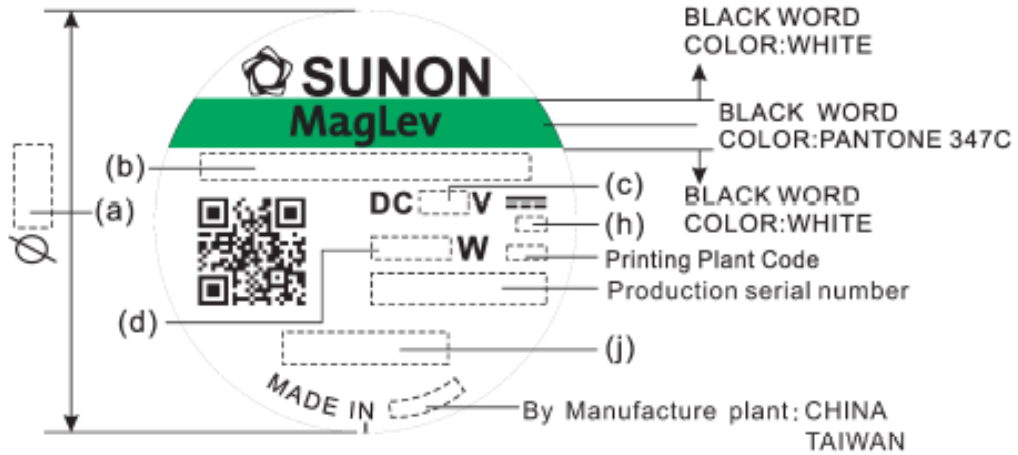 BLACK WORD
COLOR:WHITE
SUNON
MagLev
BLACK WORD
COLOR:PANTONE 347C
(b)
(c)
DC V
BLACK WORD
COLOR:WHITE
(a)
(h)
Ø
W
Printing Plant Code
Production serial number
(d)
(j)
MADE IN
By Manufacture plant: CHINA
TAIWAN